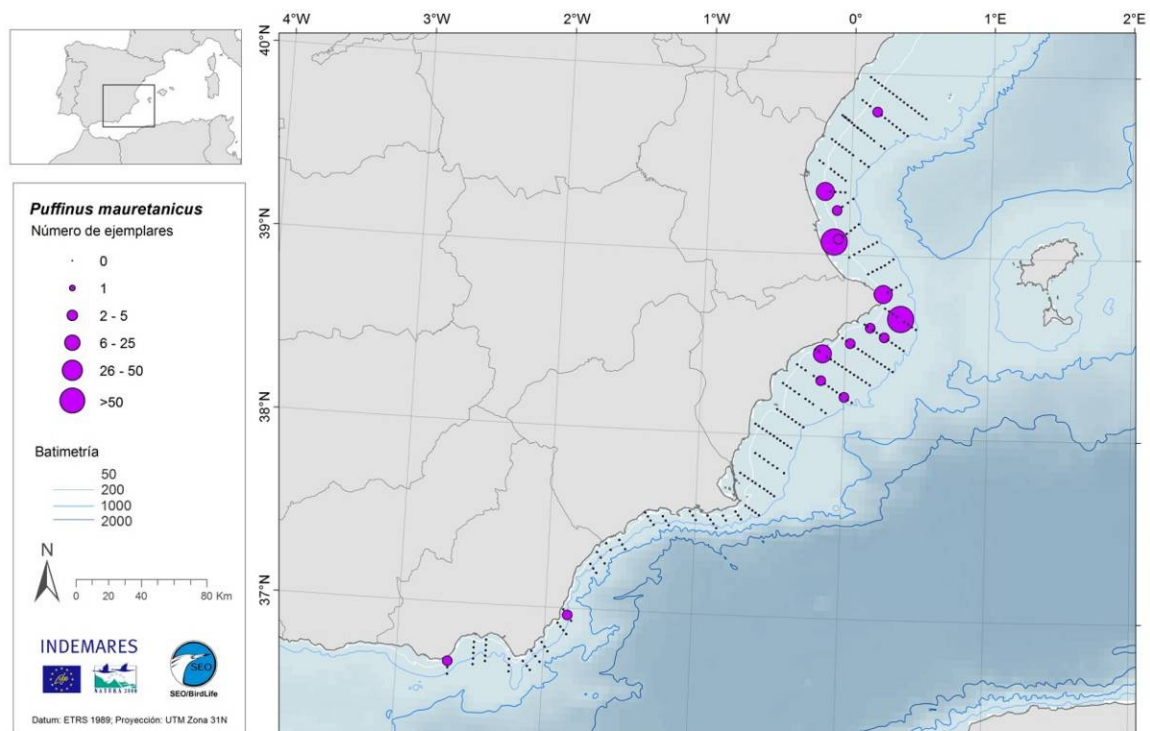 4°W 3°W 2°W 1°W 0° 1°E 2°E
40°N
39°N
38°N
37°N
Puffinus mauretanicus
Número de ejemplares
0
1
2 - 5
6 - 25
26 - 50
>50
Batimetría
50
200
1000
2000
N
0 20 40 80 Km
INDEMARES
NATURA 2000
SEO
SEO/BirdLife
Datum: ETRS 1989; Proyección: UTM Zona 31N